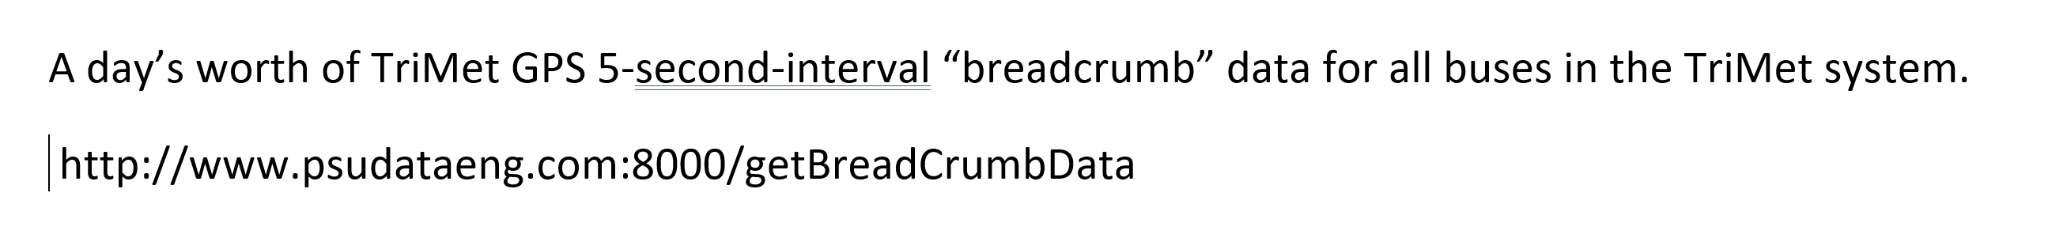 A day’s worth of TriMet GPS 5-second-interval “breadcrumb” data for all buses in the TriMet system.
http://www.psudataeng.com:8000/getBreadCrumbData